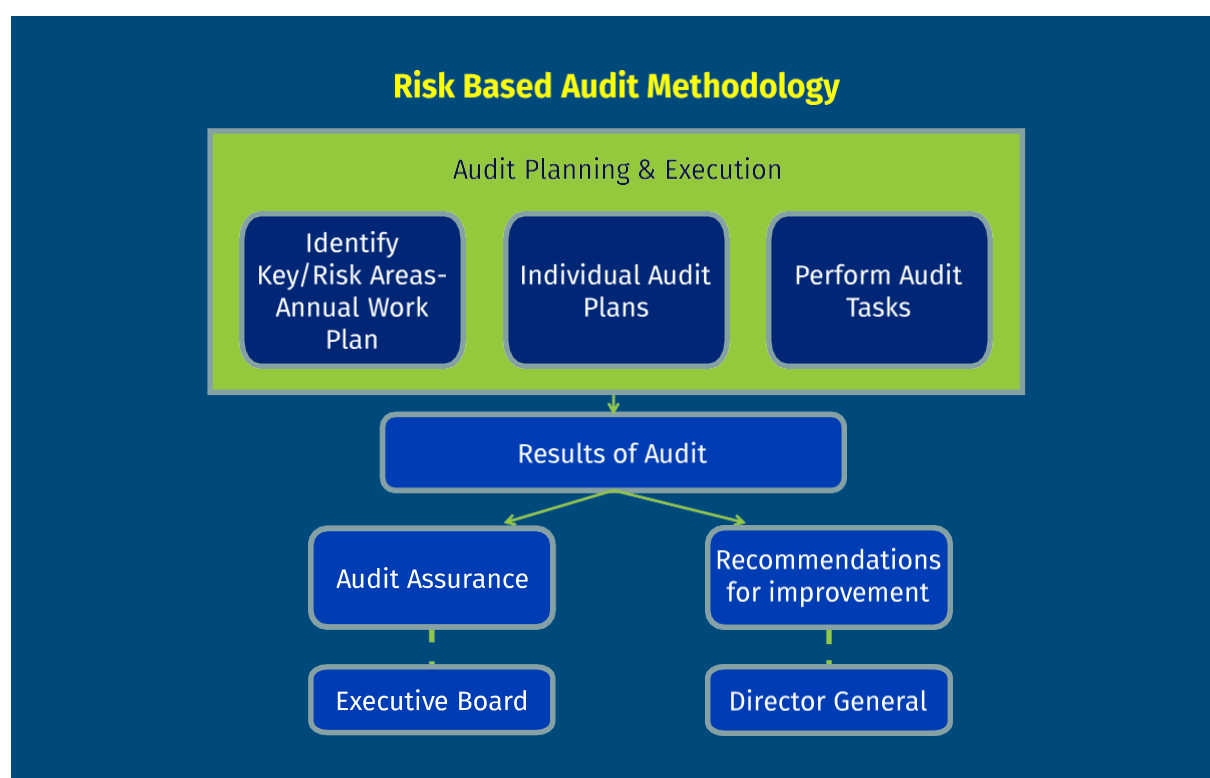 Risk Based Audit Methodology
Audit Planning & Execution
Identify
Key/Risk Areas-
Annual Work
Plan
Individual Audit
Plans
Perform Audit
Tasks
Results of Audit
Audit Assurance
Recommendations
for improvement
Executive Board
Director General